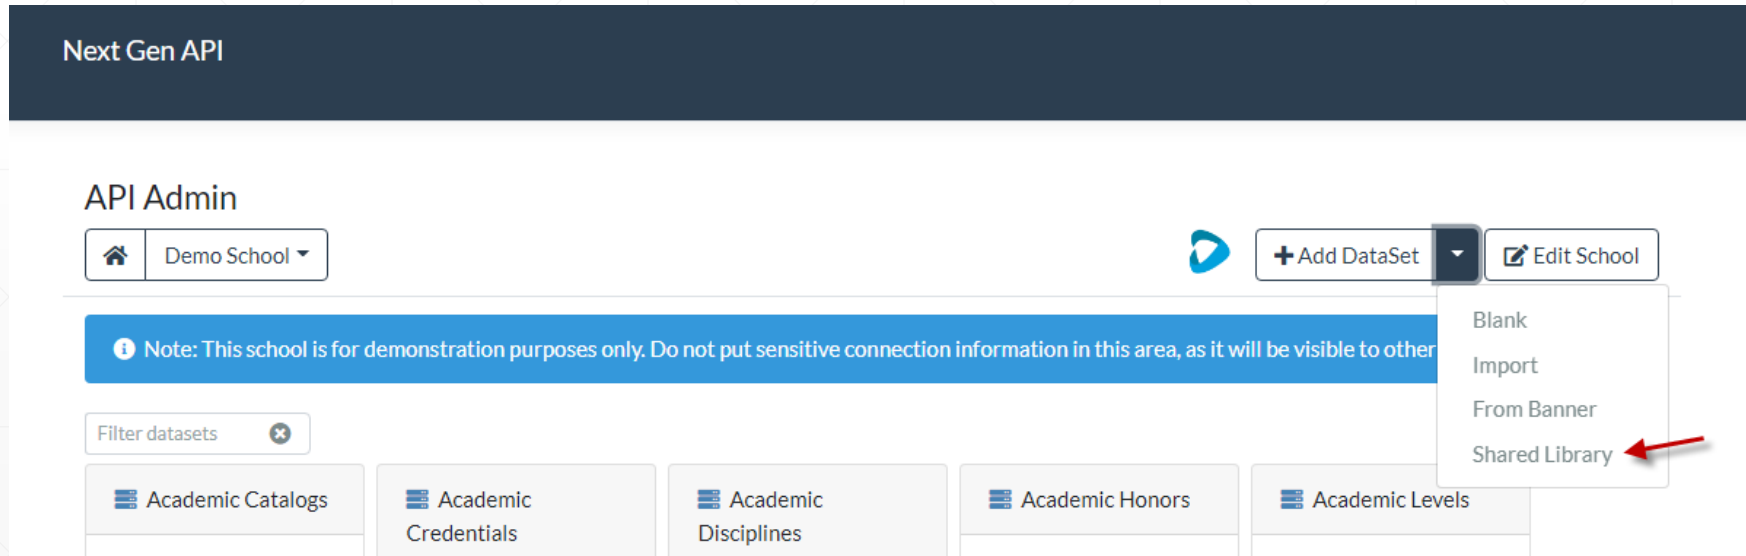 Next Gen API
API Admin
Demo School
Add DataSet
Edit School
Blank
Import
From Banner
Shared Library
Note: This school is for demonstration purposes only. Do not put sensitive connection information in this area, as it will be visible to other
Filter datasets
Academic Catalogs
Academic
Credentials
Academic
Disciplines
Academic Honors
Academic Levels